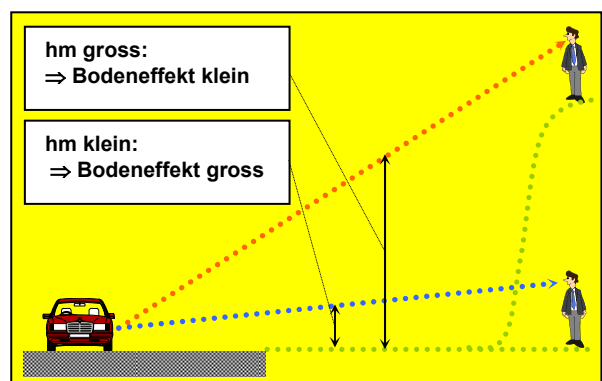 hm gross:
⇒ Bodeneffekt klein
hm klein:
⇒ Bodeneffekt gross